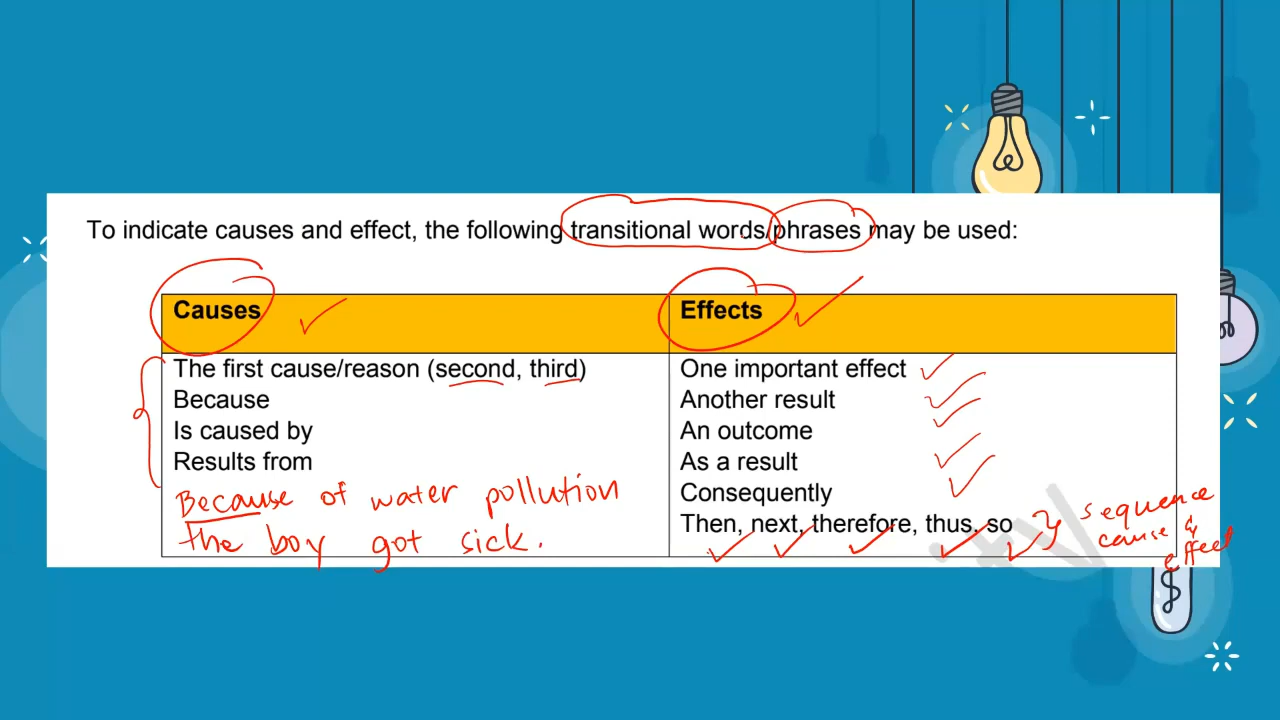 To indicate causes and effect, the following transitional words/phrases may be used:
Causes
Effects
The first cause/reason (second, third)
Because
Is caused by
Results from
Because of water pollution
the boy got sick.
One important effect
Another result
An outcome
As a result
Consequently
Then, next, therefore, thus, so
sequence
cause &
effect